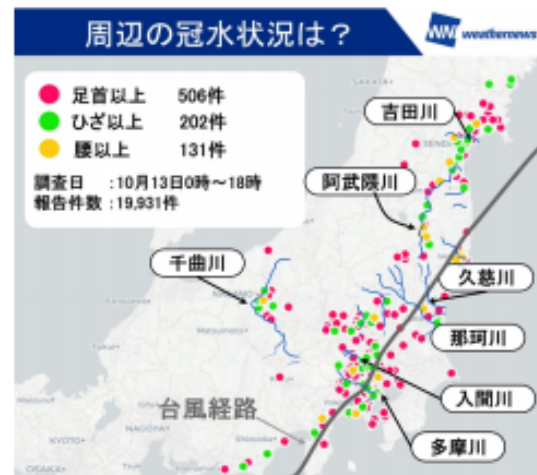 周辺の冠水状況は？
WN weathernews
足首以上 506件
ひざ以上 202件
腰以上 131件
調査日 ：10月13日0時～18時
報告件数：19,931件
吉田川
阿武隈川
千曲川
久慈川
那珂川
入間川
多摩川
台風経路
KYOTO
NAGOYA
OSAKA